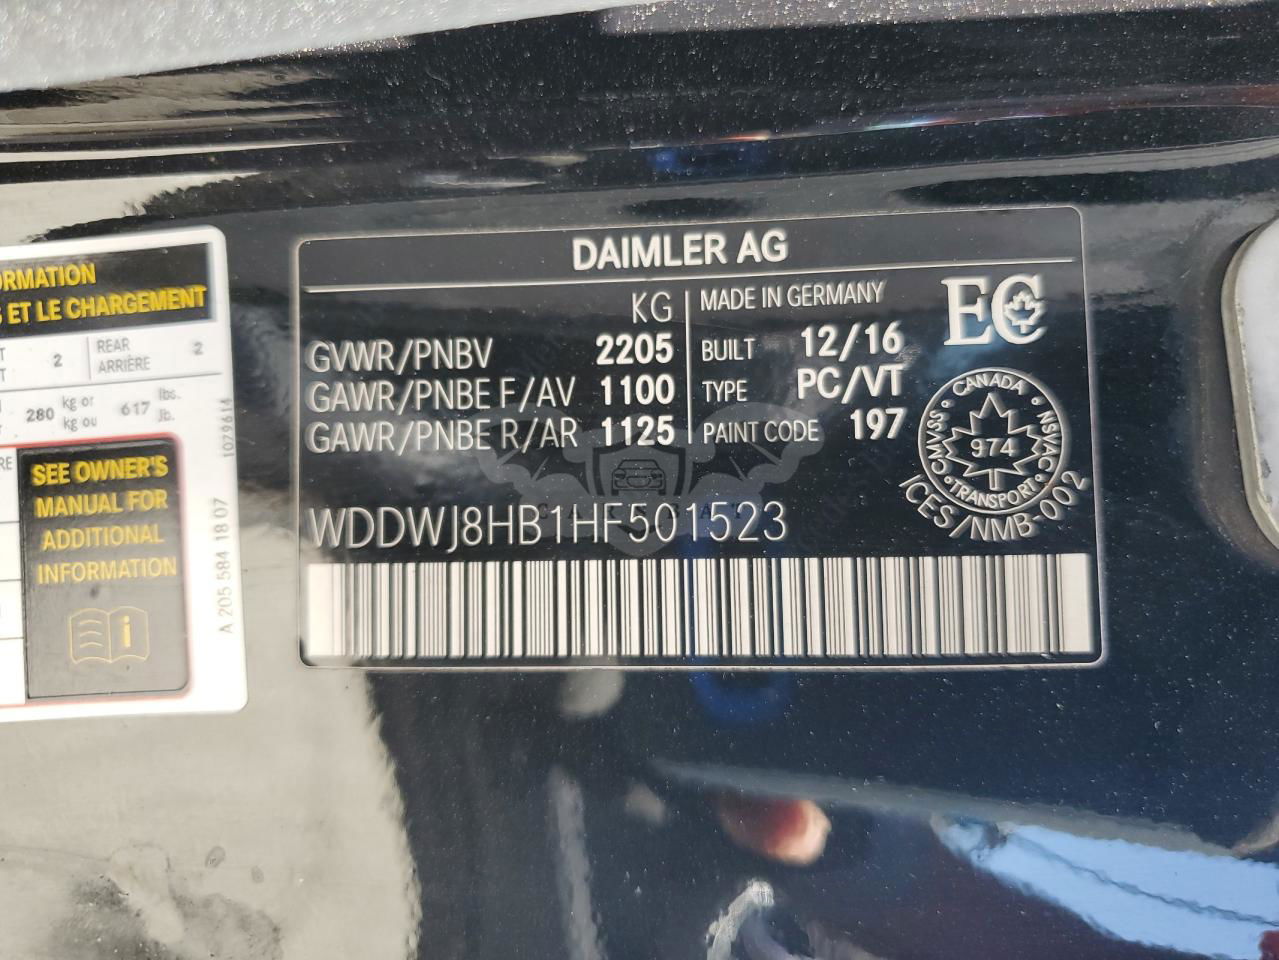 ORMATION
S ET LE CHARGEMENT
T 2 REAR 2
T ARRIÈRE
280 kg or 617 lbs.
kg ou lb.
SEE OWNER'S
MANUAL FOR
ADDITIONAL
INFORMATION
1079614
A 205 584 18 07
DAIMLER AG
KG
GVWR/PNBV 2205
GAWR/PNBE F/AV 1100
GAWR/PNBE R/AR 1125
MADE IN GERMANY
BUILT 12/16
TYPE PC/VT
PAINT CODE 197
EC
CANADA
CMVSS NSVAC
974
TRANSPORT
ICES/NMB-002
WDDWJ8HB1HF501523